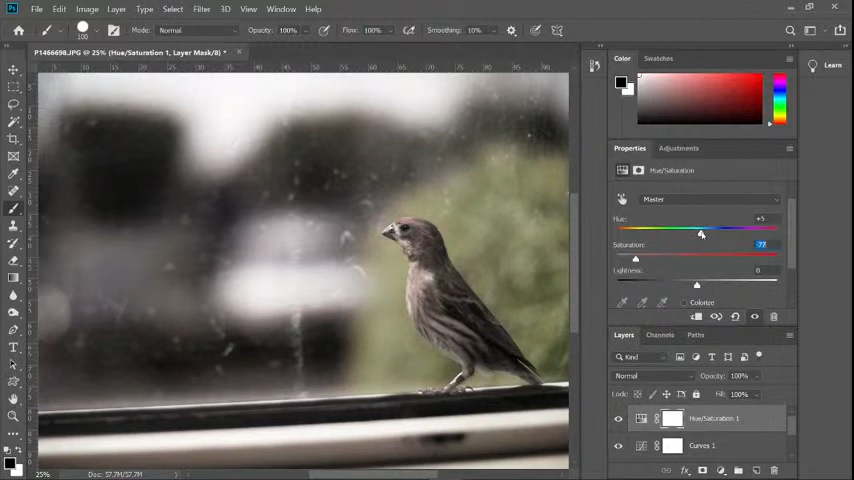 Ps File Edit Image Layer Type Select Filter 3D View Window Help
100 Mode: Normal Opacity: 100% Flow: 100% Smoothing: 10%
P1466698.JPG @ 25% (Hue/Saturation 1, Layer Mask/8) *
Color Swatches
Learn
Properties Adjustments
Hue/Saturation
Master
Hue: +5
Saturation: -77
Lightness: 0
Colorize
Layers Channels Paths
Kind
Normal Opacity: 100%
Lock: Fill: 100%
Hue/Saturation 1
Curves 1
25% Doc: 57.7M/57.7M